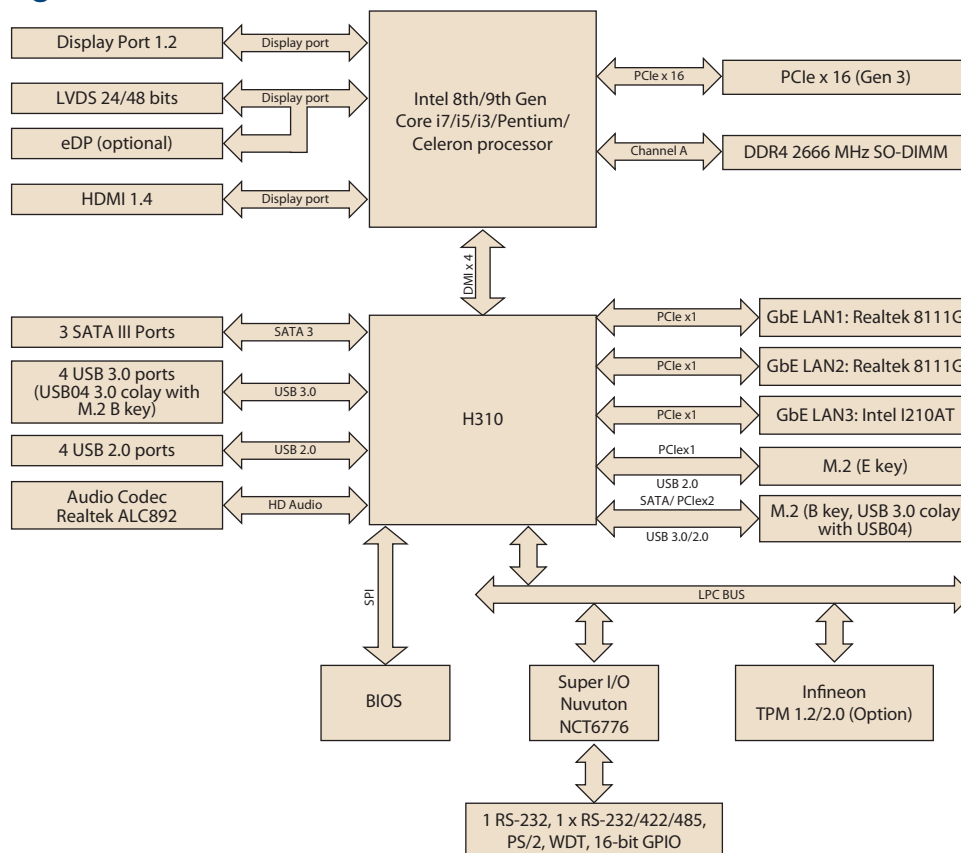 Display Port 1.2
Display port
LVDS 24/48 bits
Display port
eDP (optional)
HDMI 1.4
Display port
Intel 8th/9th Gen
Core i7/i5/i3/Pentium/
Celeron processor
PCIe x 16
PCIe x 16 (Gen 3)
Channel A
DDR4 2666 MHz SO-DIMM
DMI x 4
3 SATA III Ports
SATA 3
4 USB 3.0 ports
(USB04 3.0 colay with
M.2 B key)
USB 3.0
4 USB 2.0 ports
USB 2.0
Audio Codec
Realtek ALC892
HD Audio
H310
PCIe x1
GbE LAN1: Realtek 8111G
PCIe x1
GbE LAN2: Realtek 8111G
PCIe x1
GbE LAN3: Intel I210AT
PCIex1
USB 2.0
M.2 (E key)
SATA/ PCIex2
USB 3.0/2.0
M.2 (B key, USB 3.0 colay
with USB04)
SPI
LPC BUS
BIOS
Super I/O
Nuvuton
NCT6776
Infineon
TPM 1.2/2.0 (Option)
1 RS-232, 1 x RS-232/422/485,
PS/2, WDT, 16-bit GPIO